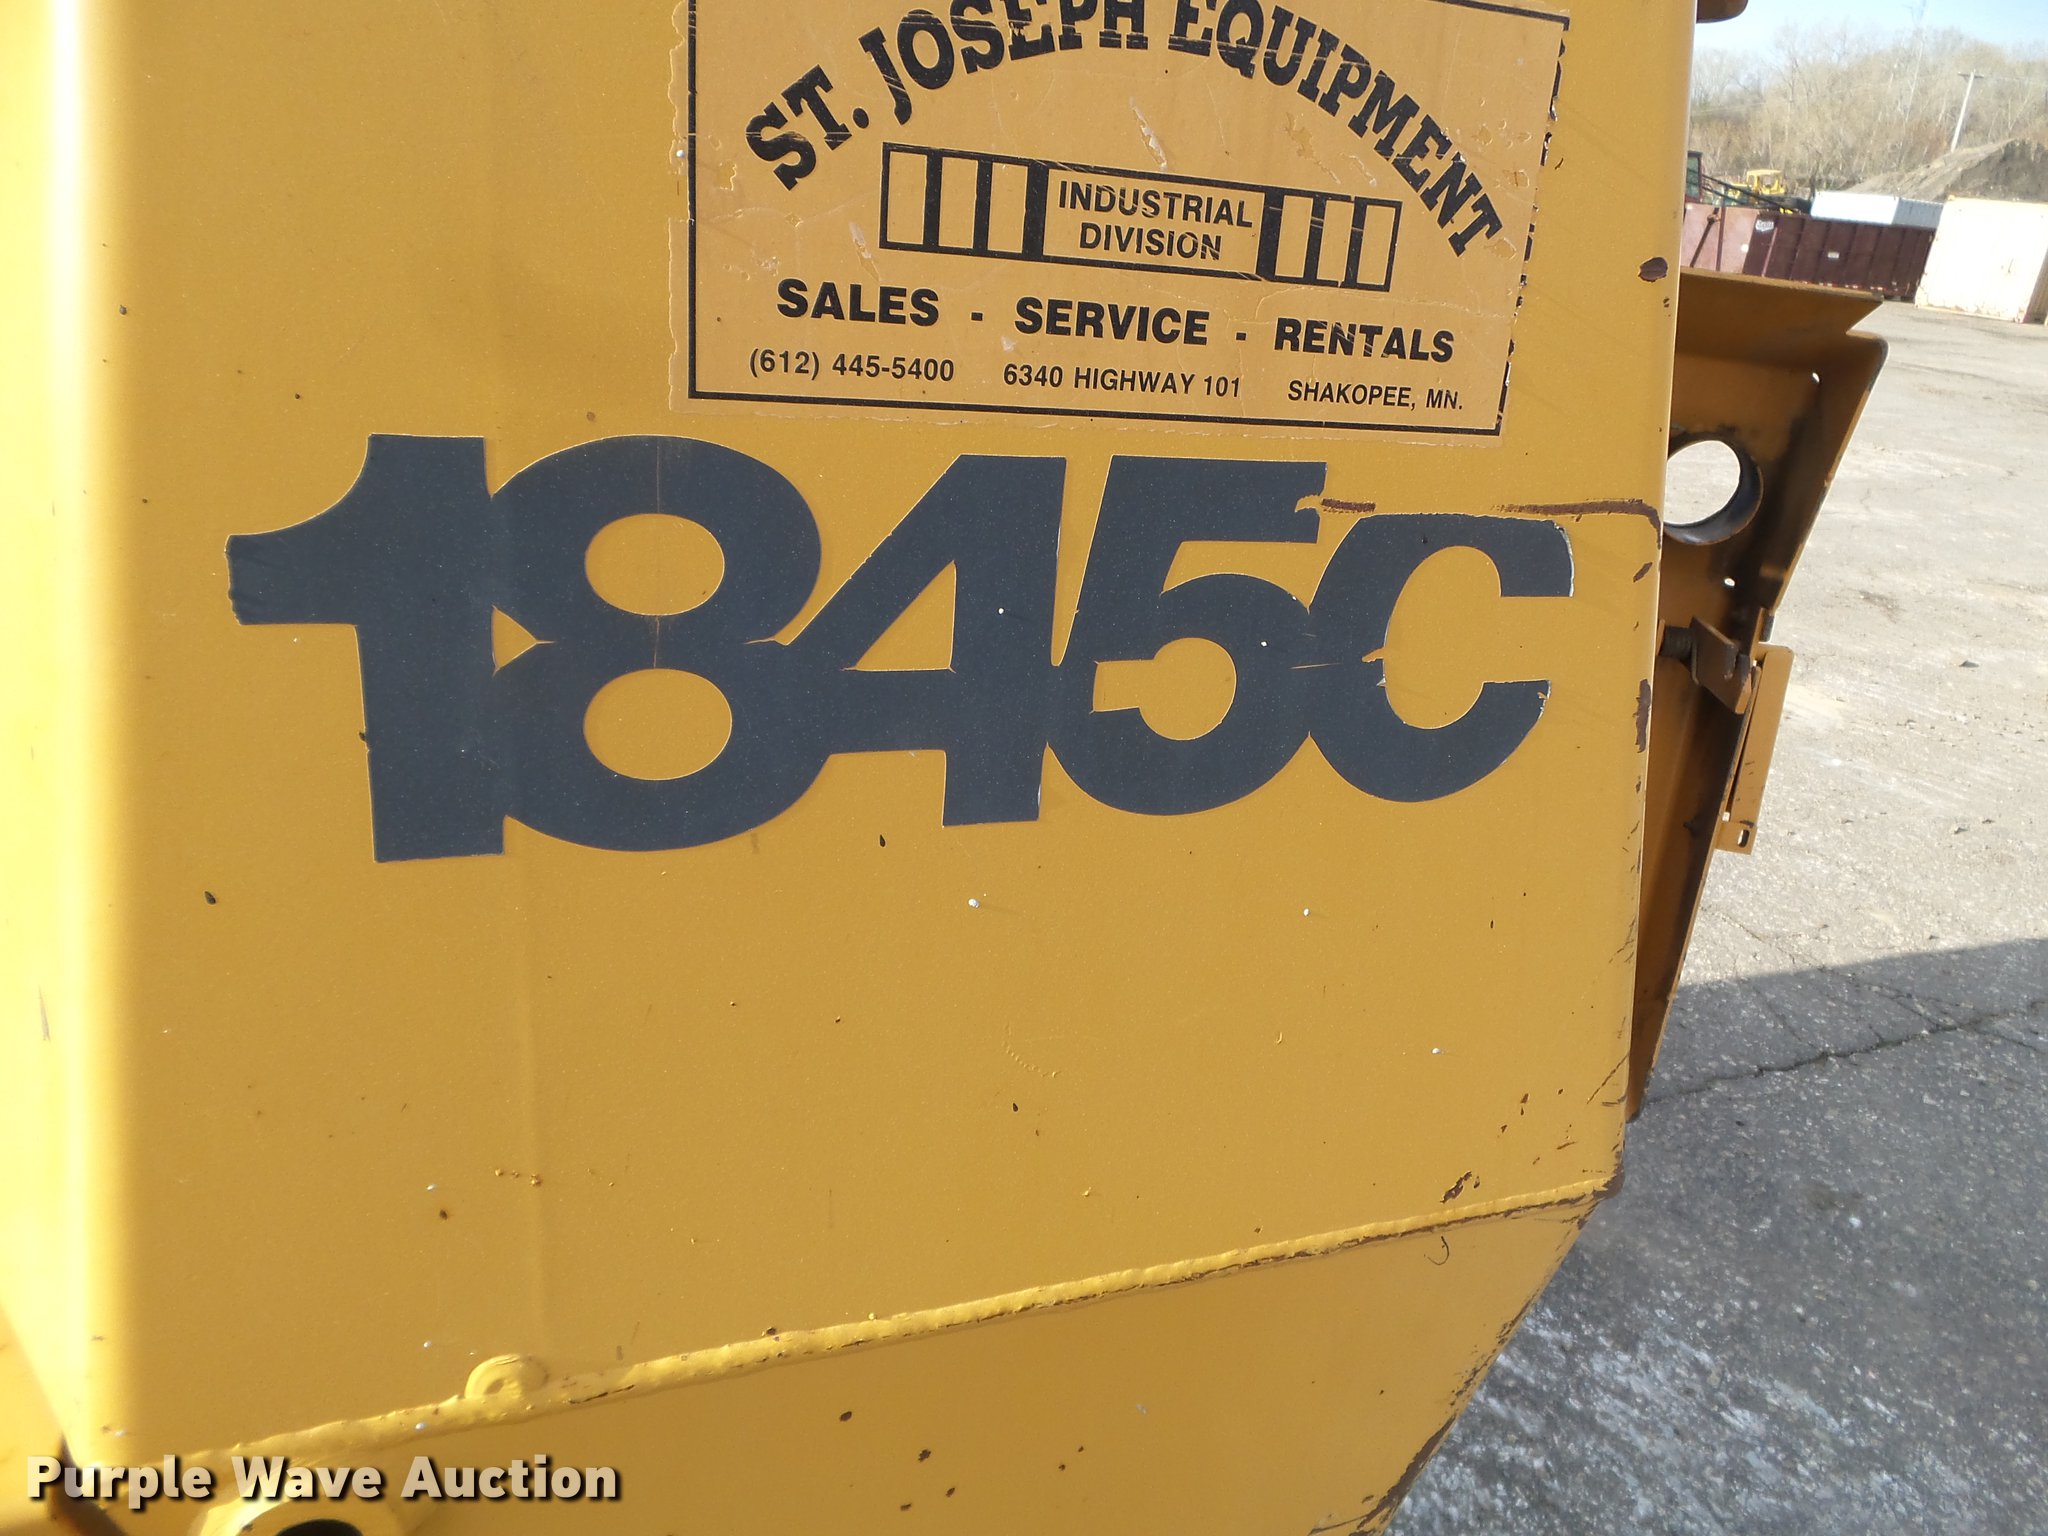 ST. JOSEPH EQUIPMENT
INDUSTRIAL
DIVISION
SALES - SERVICE - RENTALS
(612) 445-5400 6340 HIGHWAY 101 SHAKOPEE, MN.
1845C
Purple Wave Auction